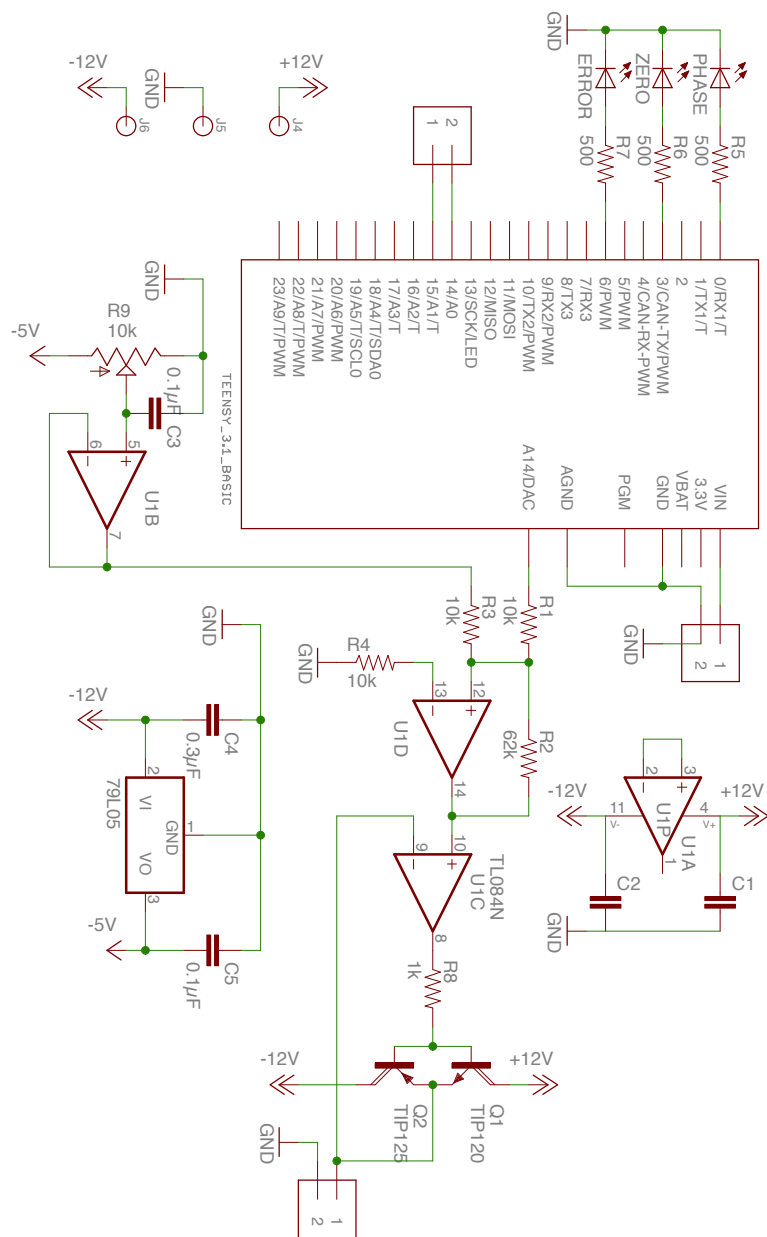 GND
ERROR
ZERO
PHASE
R7
500
R6
500
R5
500
-12V
GND
+12V
J6
J5
J4
1
2
0/RX1/T
1/TX1/T
2
3/CAN-TX/PWM
4/CAN-RX-PWM
5/PWM
6/PWM
7/RX3
8/TX3
9/RX2/PWM
10/TX2/PWM
11/MOSI
12/MISO
13/SCK/LED
14/A0
15/A1/T
16/A2/T
17/A3/T
18/A4/T/SDA0
19/A5/T/SCL0
20/A6/PWM
21/A7/PWM
22/A8/T/PWM
23/A9/T/PWM
VIN
3.3V
VBAT
GND
PGM
AGND
A14/DAC
TEENSY_3.1_BASIC
GND
R9
10k
-5V
0.1µF
C3
5
6
7
+
-
U1B
R3
10k
R1
10k
GND
1
2
R4
10k
GND
12
13
14
+
-
U1D
R2
62k
-12V
+12V
2
3
-
+
11
4
V-
V+
1
U1P
U1A
C2
C1
GND
GND
-12V
C4
0.3µF
79L05
VI
GND
VO
2
1
3
-5V
C5
0.1µF
9
10
8
-
+
TL084N
U1C
R8
1k
-12V
+12V
Q2
TIP125
Q1
TIP120
GND
2
1